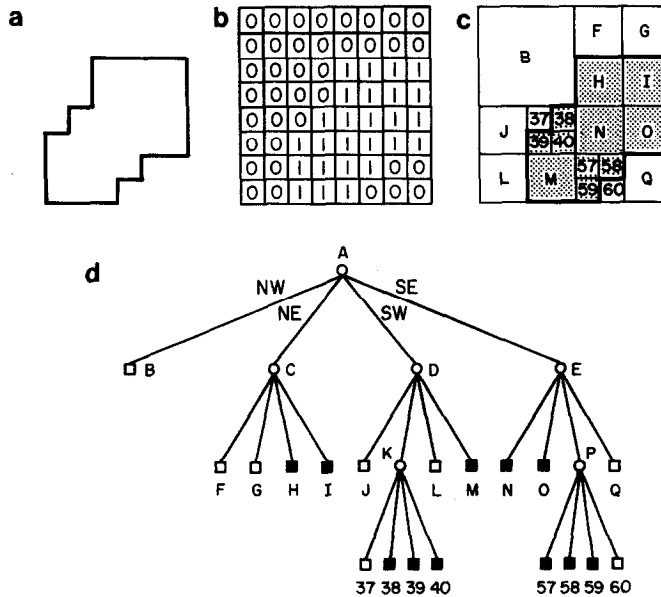 a
b
c
0 0 0 0 0 0 0 0
0 0 0 0 0 0 0 0
0 0 0 0 1 1 1 1
0 0 0 0 1 1 1 1
0 0 0 1 1 1 1 1
0 0 1 1 1 1 1 1
0 0 1 1 1 1 0 0
0 0 1 1 1 0 0 0
F G
B
H I
J 37 38 N O
39 40
L M 57 58 Q
59 60
d
A
NW SE
NE SW
B C D E
K P
F G H I J L M N O Q
37 38 39 40 57 58 59 60